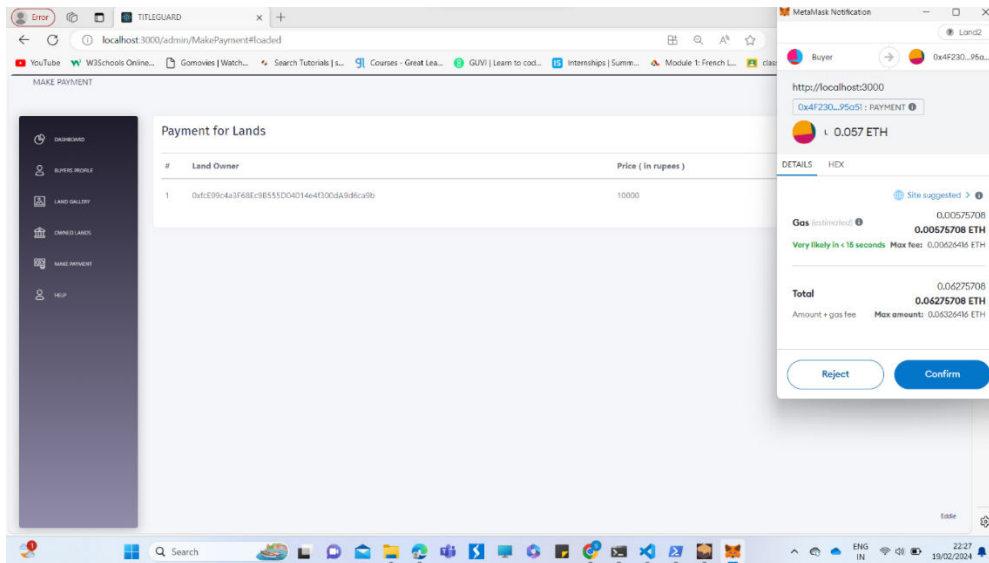 Error
TITLEGUARD
localhost:3000/admin/MakePayment#loaded
YouTube
W3Schools Online...
Gomovies | Watch...
Search Tutorials | s...
Courses - Great Lea...
GUVI | Learn to cod...
Internships | Summ...
Module 1: French L...
clas
MAKE PAYMENT
DASHBOARD
BUYERS PROFILE
LAND GALLERY
OWNED LANDS
MAKE PAYMENT
HELP
Payment for Lands
# Land Owner Price ( in rupees )
1 0xfcE99c4a3F68Ec9B555D04014e4f300dA9d6ca9b 10000
Eddie
MetaMask Notification
Land2
Buyer 0x4F230...95a...
http://localhost:3000
0x4F230...95a51 : PAYMENT
0.057 ETH
DETAILS HEX
Site suggested >
Gas (estimated) 0.00575708
0.00575708 ETH
Very likely in < 15 seconds Max fee: 0.00626416 ETH
Total 0.06275708
0.06275708 ETH
Amount + gas fee Max amount: 0.06326416 ETH
Reject Confirm
Search
ENG
IN
22:27
19/02/2024